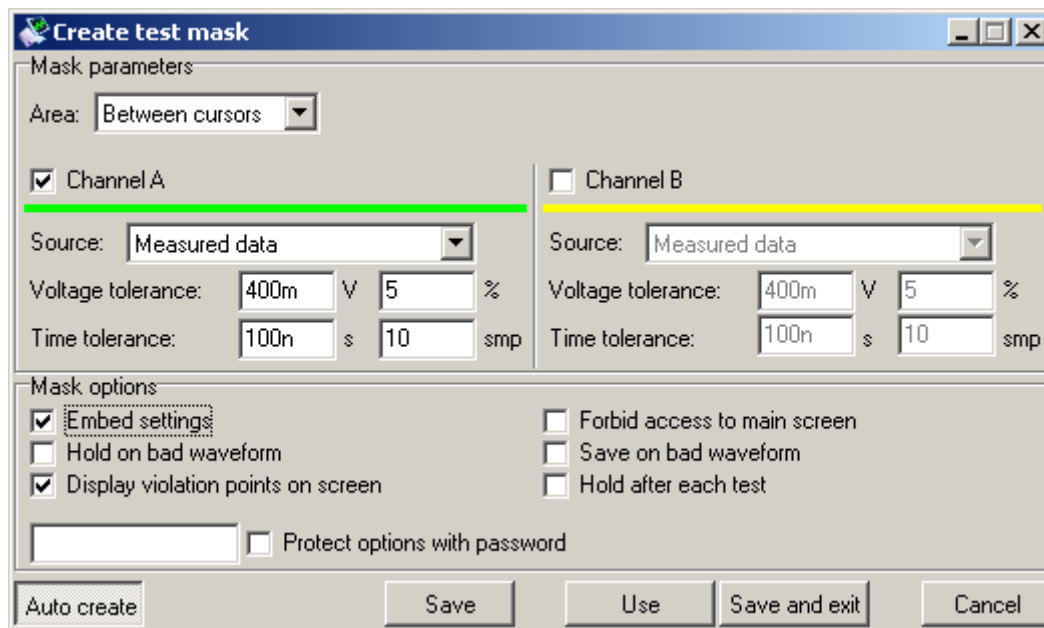 Create test mask
Mask parameters
Area: Between cursors
Channel A
Source: Measured data
Voltage tolerance: 400m V 5 %
Time tolerance: 100n s 10 smp
Channel B
Source: Measured data
Voltage tolerance: 400m V 5 %
Time tolerance: 100n s 10 smp
Mask options
Embed settings
Hold on bad waveform
Display violation points on screen
Forbid access to main screen
Save on bad waveform
Hold after each test
Protect options with password
Auto create
Save
Use
Save and exit
Cancel